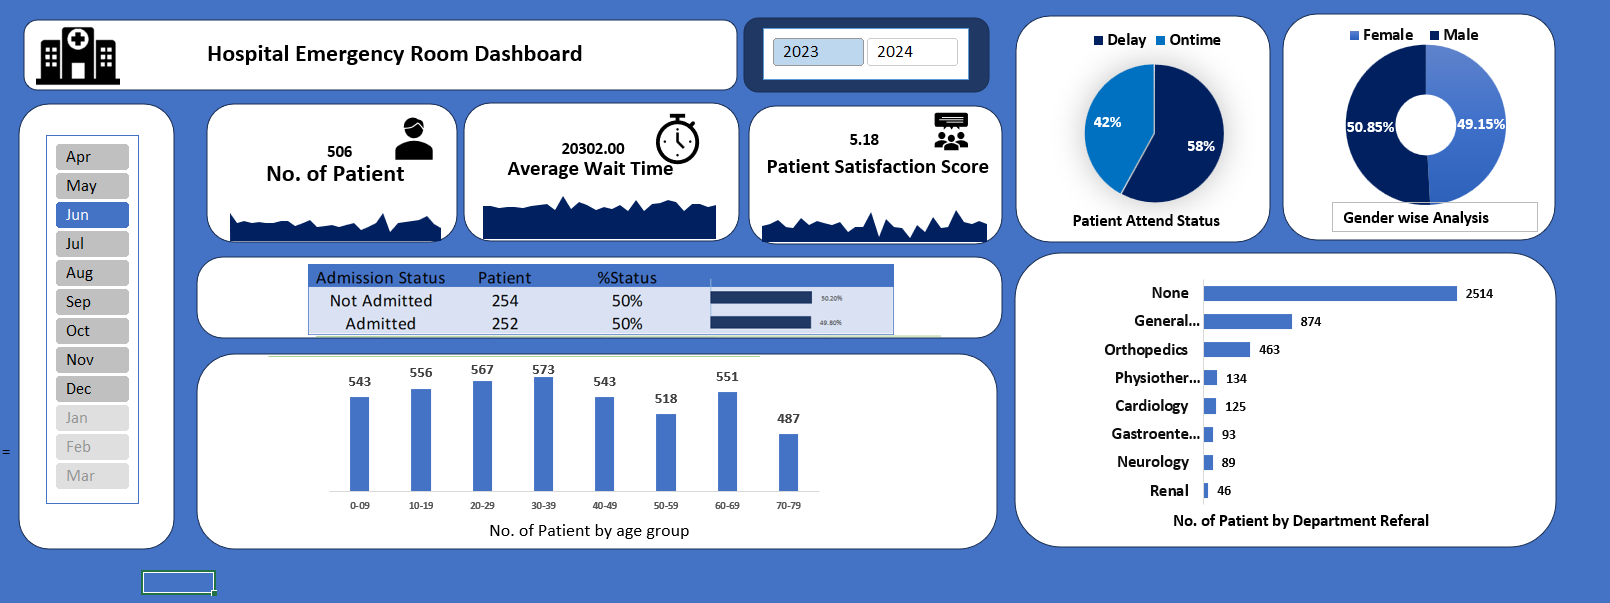 Hospital Emergency Room Dashboard
2023
2024
Apr
May
Jun
Jul
Aug
Sep
Oct
Nov
Dec
Jan
Feb
Mar
=
506
No. of Patient
20302.00
Average Wait Time
5.18
Patient Satisfaction Score
Delay Ontime
42%
58%
Patient Attend Status
Female Male
50.85%
49.15%
Gender wise Analysis
Admission Status Patient %Status
Not Admitted 254 50% 50.20%
Admitted 252 50% 49.80%
543 556 567 573 543 518 551 487
0-09 10-19 20-29 30-39 40-49 50-59 60-69 70-79
No. of Patient by age group
None 2514
General... 874
Orthopedics 463
Physiother... 134
Cardiology 125
Gastroente... 93
Neurology 89
Renal 46
No. of Patient by Department Referal